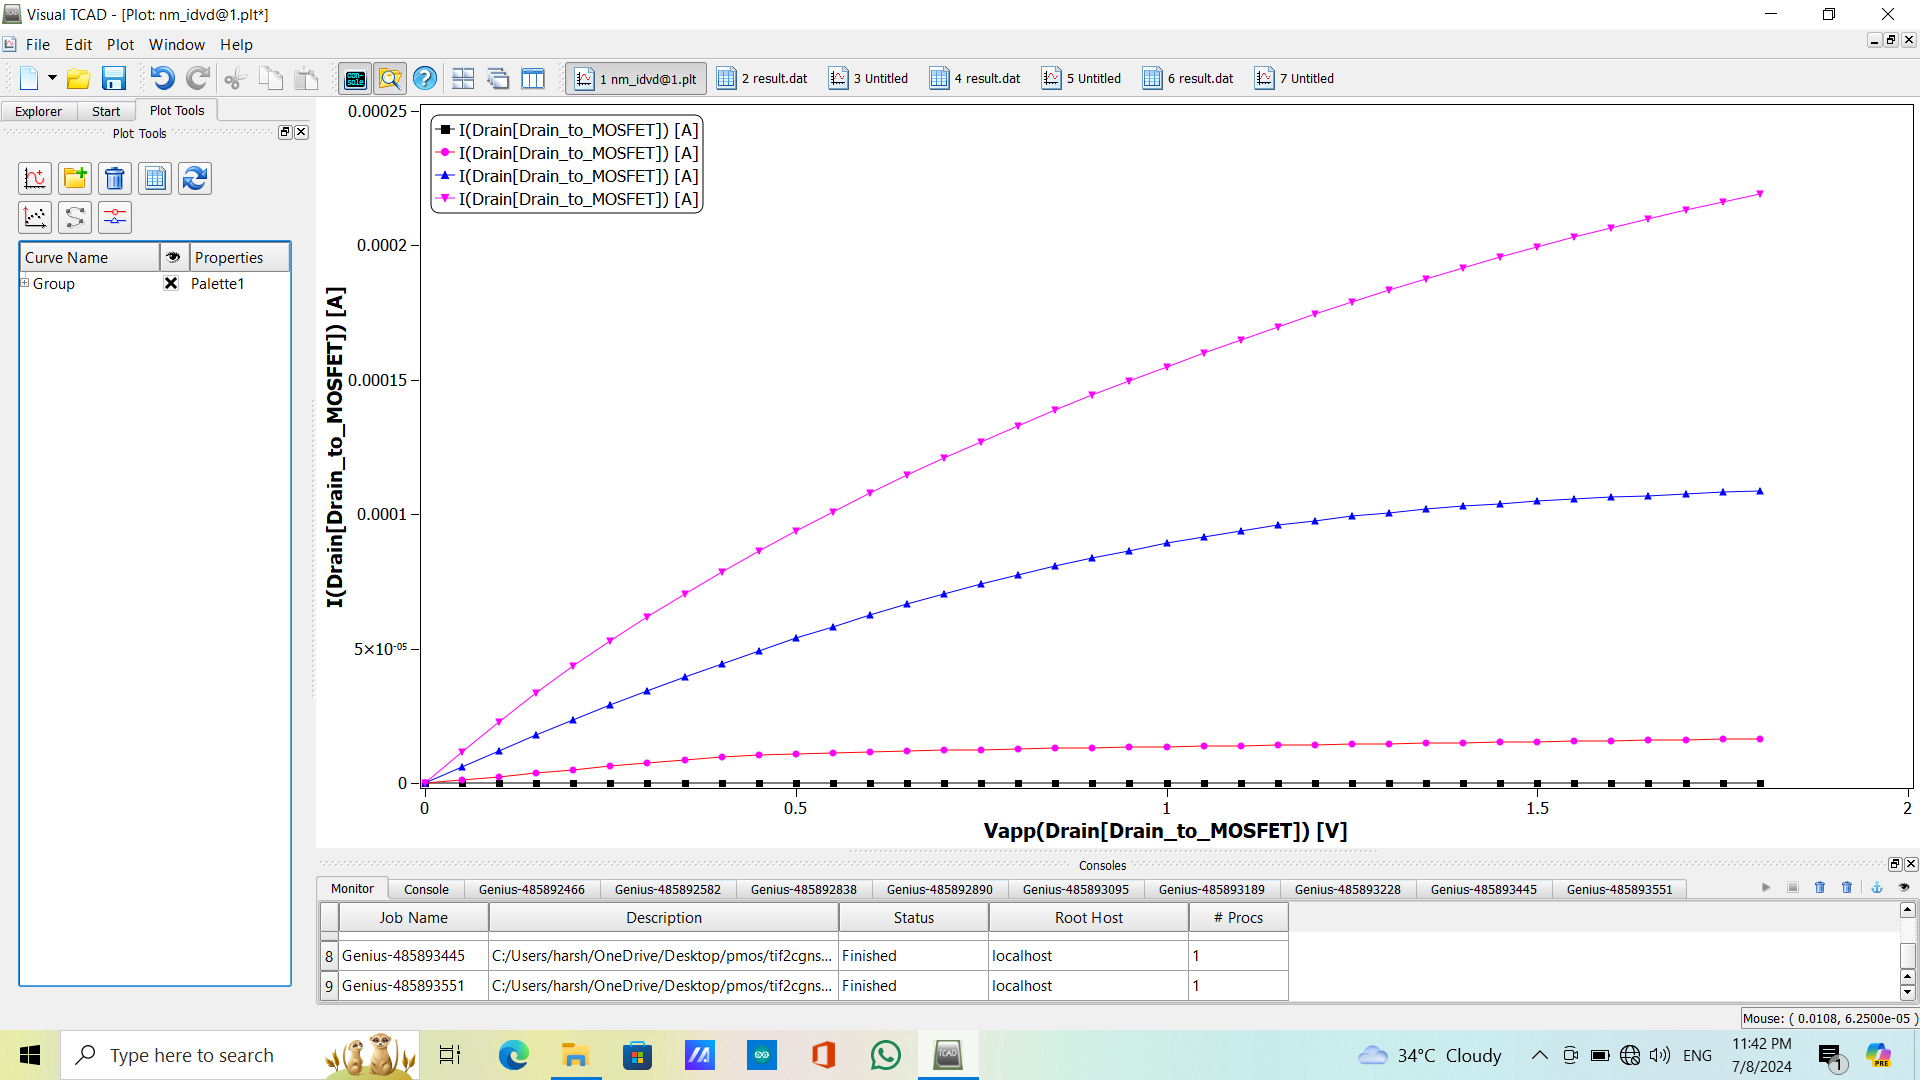 Visual TCAD - [Plot: nm_idvd@1.plt*]
File Edit Plot Window Help
con-sole
1 nm_idvd@1.plt 2 result.dat 3 Untitled 4 result.dat 5 Untitled 6 result.dat 7 Untitled
Explorer Start Plot Tools
Plot Tools
Curve Name Properties
Group Palette1
I(Drain[Drain_to_MOSFET]) [A]
I(Drain[Drain_to_MOSFET]) [A]
I(Drain[Drain_to_MOSFET]) [A]
I(Drain[Drain_to_MOSFET]) [A]
0.00025
0.0002
0.00015
0.0001
5×10⁻⁰⁵
0
I(Drain[Drain_to_MOSFET]) [A]
0 0.5 1 1.5 2
Vapp(Drain[Drain_to_MOSFET]) [V]
Consoles
Monitor Console Genius-485892466 Genius-485892582 Genius-485892838 Genius-485892890 Genius-485893095 Genius-485893189 Genius-485893228 Genius-485893445 Genius-485893551
Job Name Description Status Root Host # Procs
8 Genius-485893445 C:/Users/harsh/OneDrive/Desktop/pmos/tif2cgns... Finished localhost 1
9 Genius-485893551 C:/Users/harsh/OneDrive/Desktop/pmos/tif2cgns... Finished localhost 1
Mouse: ( 0.0108, 6.2500e-05 )
Type here to search
TCAD
34°C Cloudy
ENG
11:42 PM
7/8/2024
1
PRE